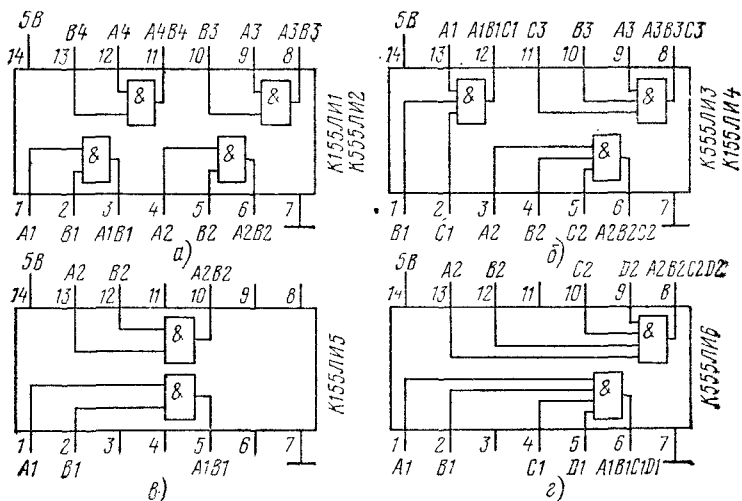 5В B4 A4 A4B4 B3 A3 A3B3
14 13 12 11 10 9 8
& &
& &
1 2 3 4 5 6 7
A1 B1 A1B1 A2 B2 A2B2
К155ЛИ1
К555ЛИ2
а)
5В A1 A1B1C1 C3 B3 A3 A3B3C3
14 13 12 11 10 9 8
& &
&
1 2 3 4 5 6 7
B1 C1 A2 B2 C2 A2B2C2
К555ЛИ3
К155ЛИ4
б)
5В A2 B2 A2B2
14 13 12 11 10 9 8
&
&
1 2 3 4 5 6 7
A1 B1 A1B1
К155ЛИ5
в)
5В A2 B2 C2 D2 A2B2C2D2
14 13 12 11 10 9 8
&
&
1 2 3 4 5 6 7
A1 B1 C1 D1 A1B1C1D1
К555ЛИ6
г)